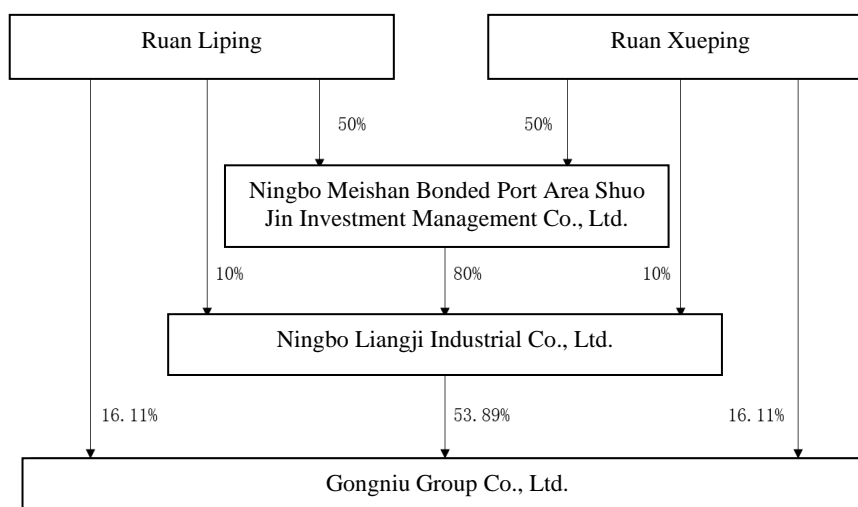 Ruan Liping
Ruan Xueping
50%
50%
Ningbo Meishan Bonded Port Area Shuo
Jin Investment Management Co., Ltd.
10%
80%
10%
Ningbo Liangji Industrial Co., Ltd.
16.11%
53.89%
16.11%
Gongniu Group Co., Ltd.